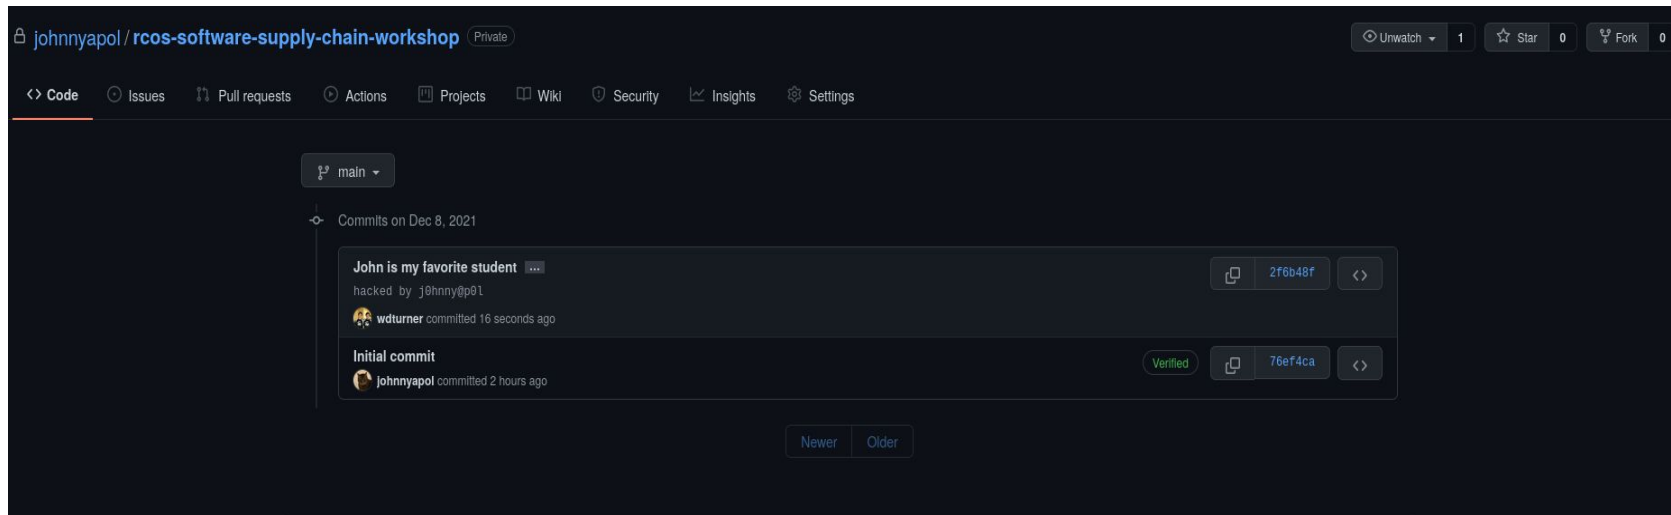 johnnyapol / rcos-software-supply-chain-workshop Private
Unwatch 1 Star 0 Fork 0
<> Code Issues Pull requests Actions Projects Wiki Security Insights Settings
main
Commits on Dec 8, 2021
John is my favorite student ...
2f6b48f <>
hacked by j0hnny@p0l
wdturner committed 16 seconds ago
Initial commit
Verified 76ef4ca <>
johnnyapol committed 2 hours ago
Newer Older